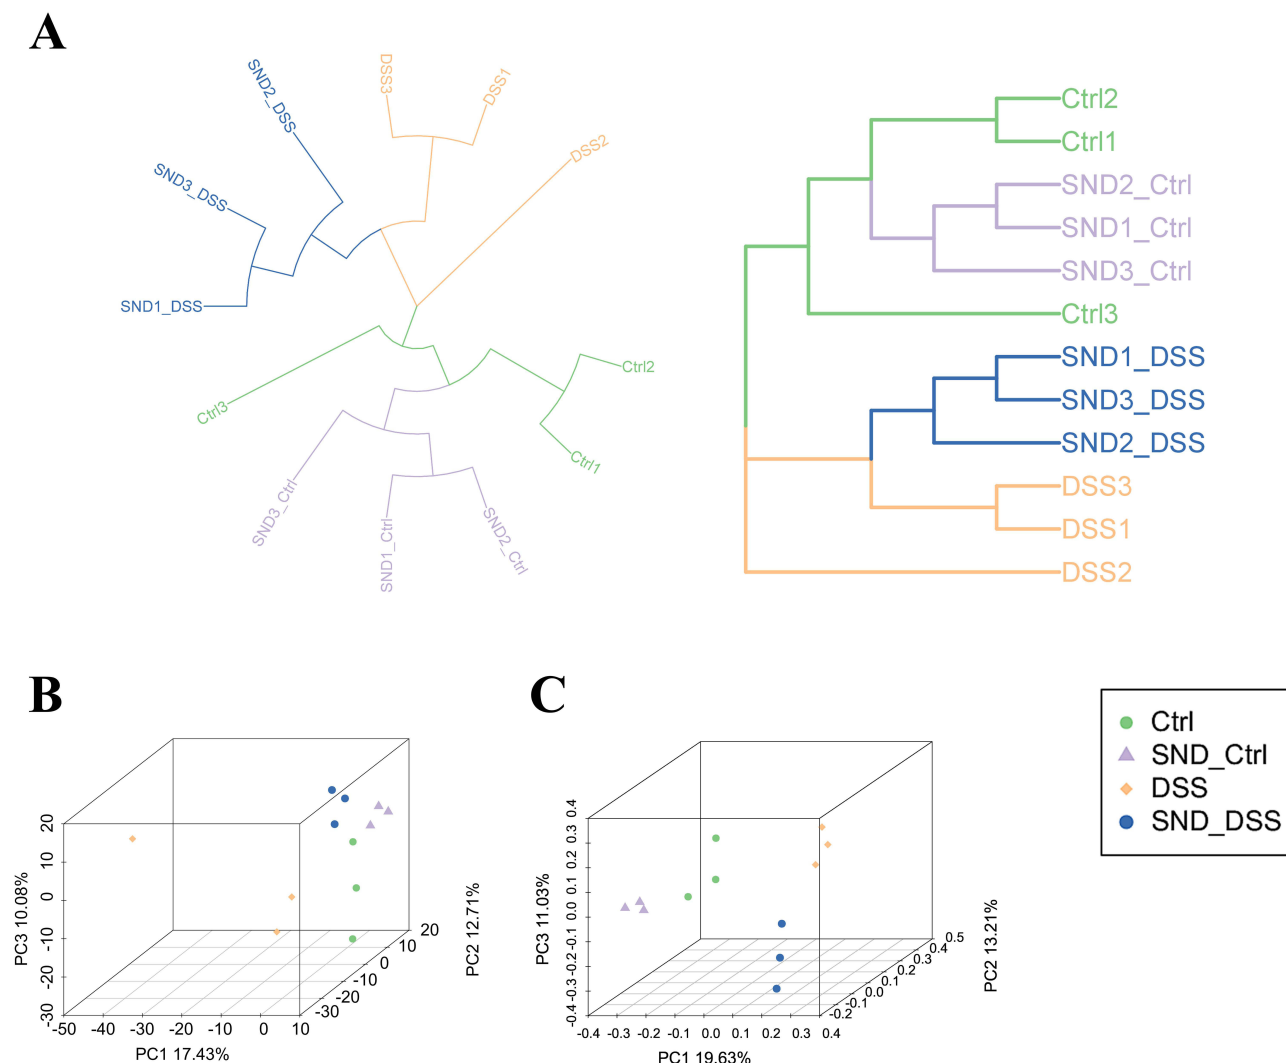 A
SND2_DSS
DSS3
DSS1
DSS2
SND3_DSS
SND1_DSS
Ctrl3
Ctrl2
Ctrl1
SND3_Ctrl
SND1_Ctrl
SND2_Ctrl
Ctrl2
Ctrl1
SND2_Ctrl
SND1_Ctrl
SND3_Ctrl
Ctrl3
SND1_DSS
SND3_DSS
SND2_DSS
DSS3
DSS1
DSS2
B
PC3 10.08%
20
10
0
-10
-20
-30
-50 -40 -30 -20 -10 0 10
PC1 17.43%
-30
-20
-10
0
10
20
PC2 12.71%
C
PC3 11.03%
0.4
0.3
0.2
0.1
0.0
-0.1
-0.2
-0.3
-0.4
-0.4 -0.3 -0.2 -0.1 0.0 0.1 0.2 0.3 0.4
PC1 19.63%
-0.2
-0.1
0.0
0.1
0.2
0.3
0.4
0.5
PC2 13.21%
Ctrl
SND_Ctrl
DSS
SND_DSS